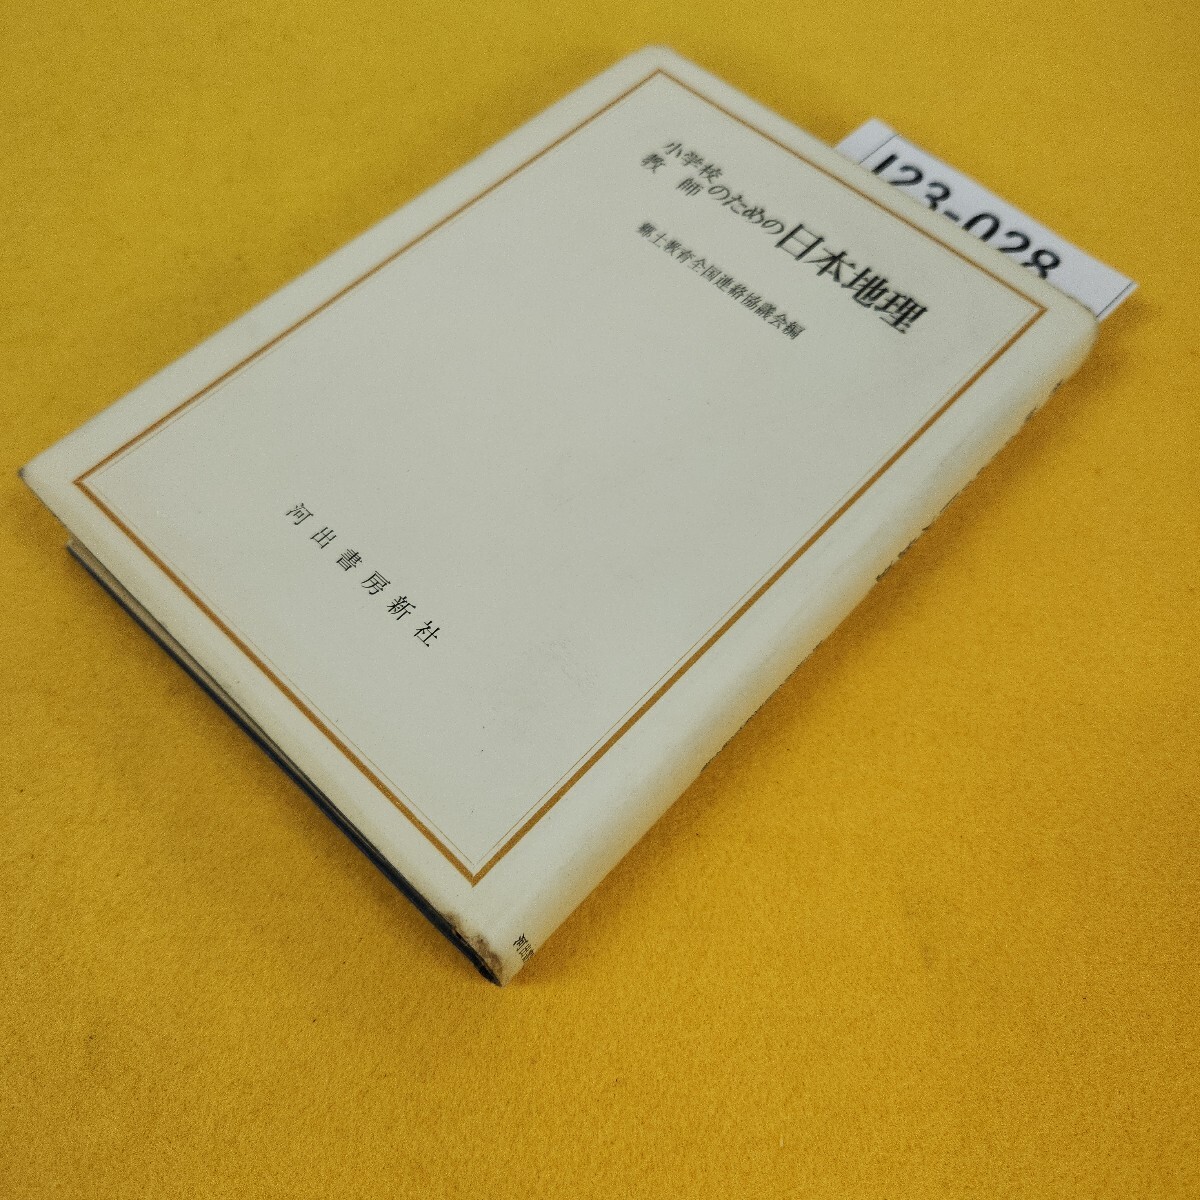 小学校
教師
のための日本地理
郷土教育全国連絡協議会編
河出書房新社
J23-028